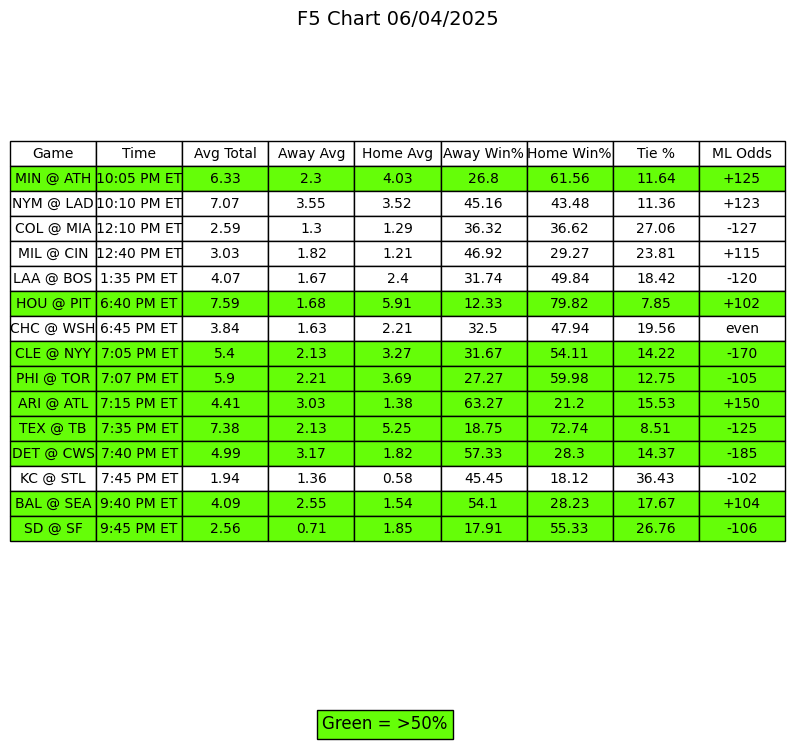 F5 Chart 06/04/2025
Game Time Avg Total Away Avg Home Avg Away Win% Home Win% Tie % ML Odds
MIN @ ATH 10:05 PM ET 6.33 2.3 4.03 26.8 61.56 11.64 +125
NYM @ LAD 10:10 PM ET 7.07 3.55 3.52 45.16 43.48 11.36 +123
COL @ MIA 12:10 PM ET 2.59 1.3 1.29 36.32 36.62 27.06 -127
MIL @ CIN 12:40 PM ET 3.03 1.82 1.21 46.92 29.27 23.81 +115
LAA @ BOS 1:35 PM ET 4.07 1.67 2.4 31.74 49.84 18.42 -120
HOU @ PIT 6:40 PM ET 7.59 1.68 5.91 12.33 79.82 7.85 +102
CHC @ WSH 6:45 PM ET 3.84 1.63 2.21 32.5 47.94 19.56 even
CLE @ NYY 7:05 PM ET 5.4 2.13 3.27 31.67 54.11 14.22 -170
PHI @ TOR 7:07 PM ET 5.9 2.21 3.69 27.27 59.98 12.75 -105
ARI @ ATL 7:15 PM ET 4.41 3.03 1.38 63.27 21.2 15.53 +150
TEX @ TB 7:35 PM ET 7.38 2.13 5.25 18.75 72.74 8.51 -125
DET @ CWS 7:40 PM ET 4.99 3.17 1.82 57.33 28.3 14.37 -185
KC @ STL 7:45 PM ET 1.94 1.36 0.58 45.45 18.12 36.43 -102
BAL @ SEA 9:40 PM ET 4.09 2.55 1.54 54.1 28.23 17.67 +104
SD @ SF 9:45 PM ET 2.56 0.71 1.85 17.91 55.33 26.76 -106
Green = >50%